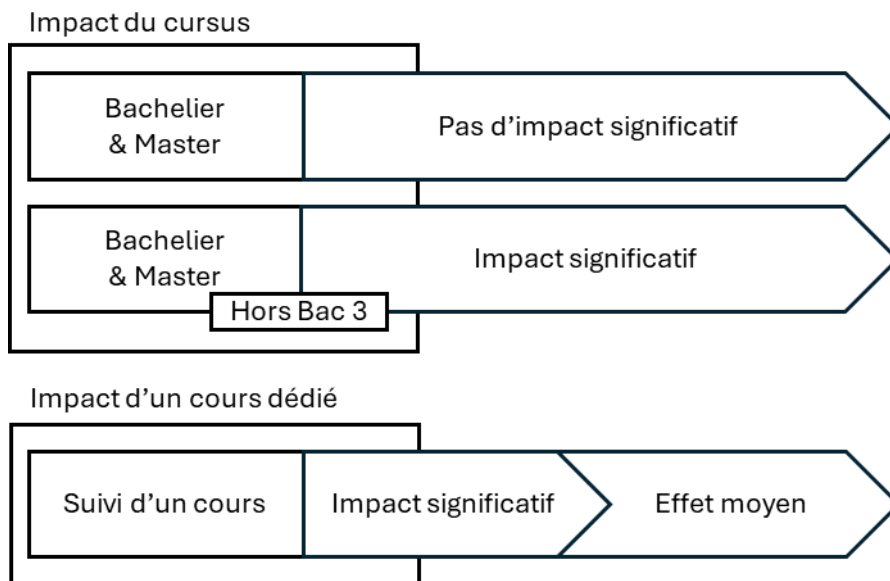 Impact du cursus
Bachelier
& Master
Pas d’impact significatif
Bachelier
& Master
Impact significatif
Hors Bac 3
Impact d’un cours dédié
Suivi d’un cours
Impact significatif
Effet moyen